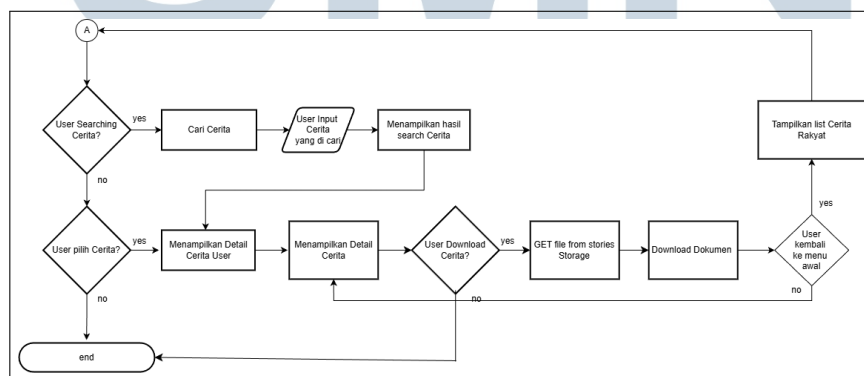 A
User Searching
Cerita?
yes
Cari Cerita
User Input
Cerita
yang di cari
Menampilkan hasil
search Cerita
Tampilkan list Cerita
Rakyat
no
yes
User pilih Cerita?
yes
Menampilkan Detail
Cerita User
Menampilkan Detail
Cerita
User Download
Cerita?
yes
GET file from stories
Storage
Download Dokumen
User
kembali
ke menu
awal
no
no
no
end